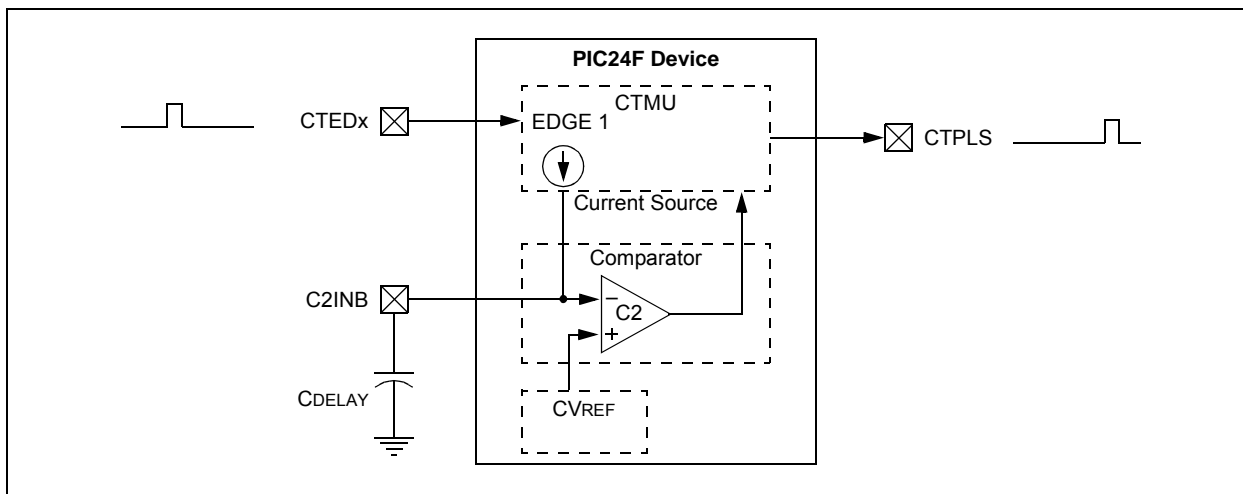 PIC24F Device
CTMU
CTEDx
EDGE 1
CTPLS
Current Source
Comparator
C2INB
−
C2
+
CDELAY
CVREF